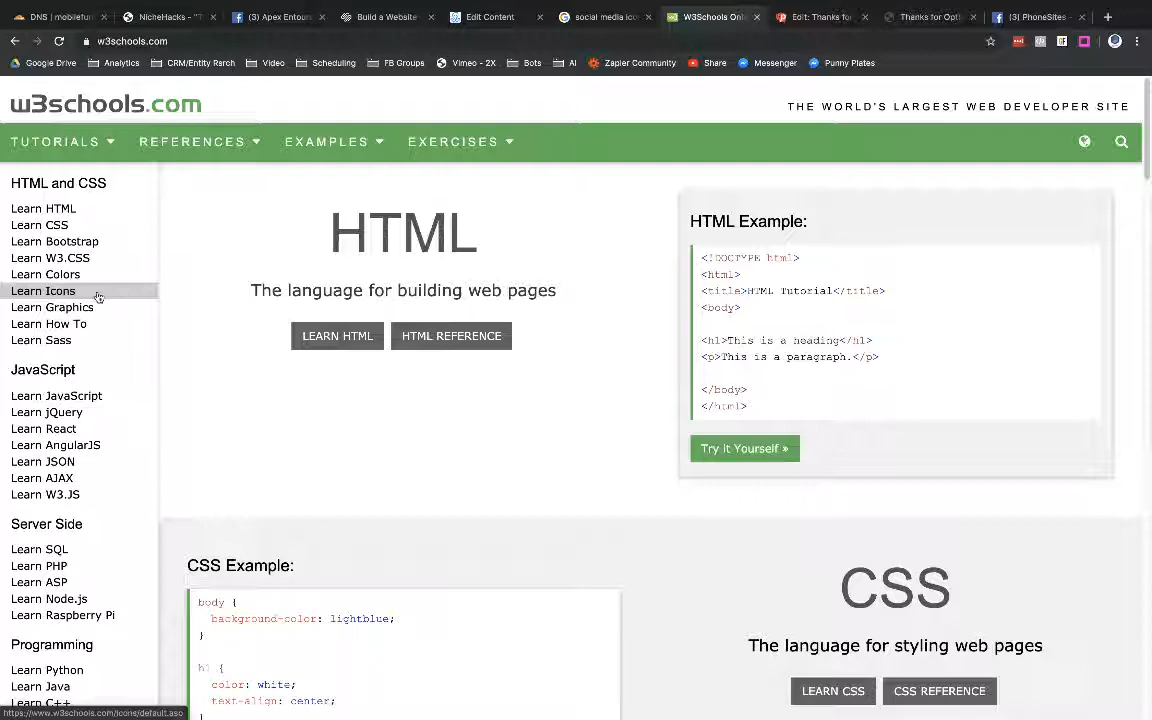 DNS | mobilefun
NicheHacks - "T
(3) Apex Entour
Build a Website
Edit Content
social media ico
W3Schools Onli
Edit: Thanks for
Thanks for Opti
(3) PhoneSites -
w3schools.com
Google Drive
Analytics
CRM/Entity Rsrch
Video
Scheduling
FB Groups
Vimeo - 2X
Bots
AI
Zapier Community
Share
Messenger
Punny Plates
w3schools.com
THE WORLD'S LARGEST WEB DEVELOPER SITE
TUTORIALS
REFERENCES
EXAMPLES
EXERCISES
HTML and CSS
Learn HTML
Learn CSS
Learn Bootstrap
Learn W3.CSS
Learn Colors
Learn Icons
Learn Graphics
Learn How To
Learn Sass
JavaScript
Learn JavaScript
Learn jQuery
Learn React
Learn AngularJS
Learn JSON
Learn AJAX
Learn W3.JS
Server Side
Learn SQL
Learn PHP
Learn ASP
Learn Node.js
Learn Raspberry Pi
Programming
Learn Python
Learn Java
Learn C++
https://www.w3schools.com/icons/default.asp
HTML
The language for building web pages
LEARN HTML
HTML REFERENCE
HTML Example:
<!DOCTYPE html>
<html>
<title>HTML Tutorial</title>
<body>
<h1>This is a heading</h1>
<p>This is a paragraph.</p>
</body>
</html>
Try it Yourself »
CSS Example:
body {
background-color: lightblue;
}
h1 {
color: white;
text-align: center;
}
CSS
The language for styling web pages
LEARN CSS
CSS REFERENCE